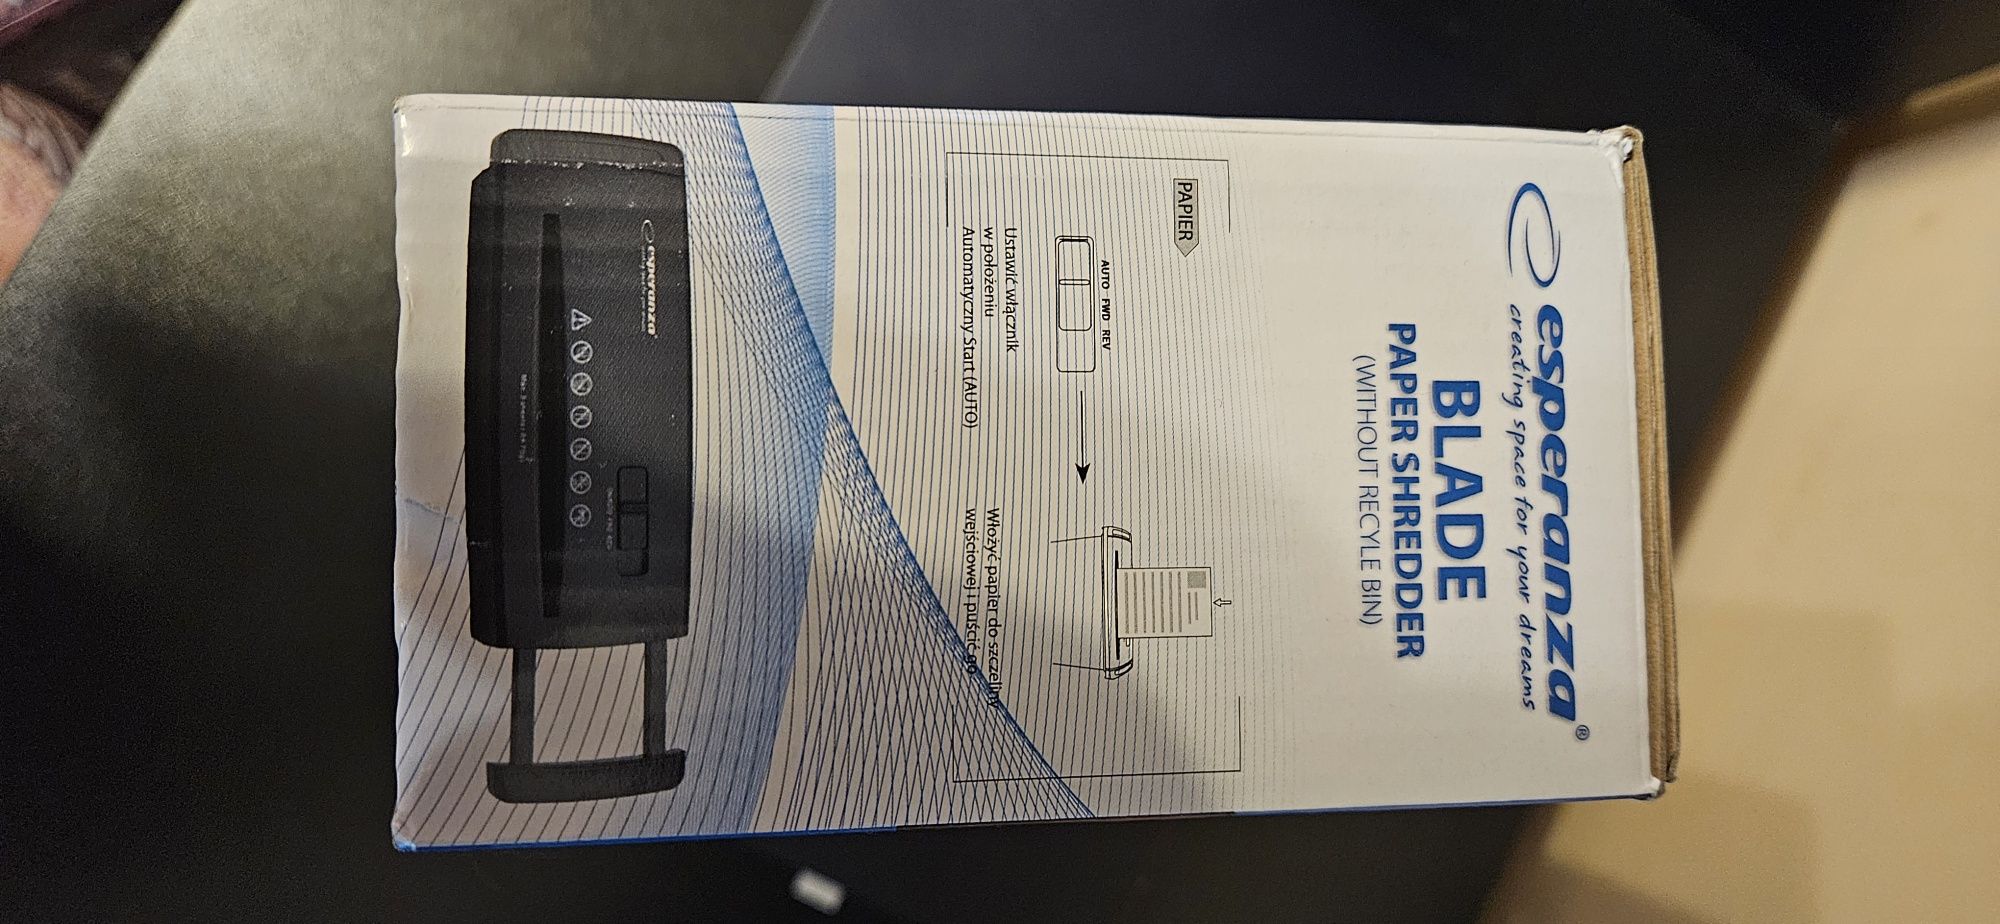 esperanza®
creating space for your dreams
BLADE
PAPER SHREDDER
(WITHOUT RECYLE BIN)
PAPIER
AUTO FWD REV
Ustawić włącznik
w położeniu
Automatyczny Start (AUTO)
Włożyć papier do szczeliny
wejściowej i puścić go
esperanza